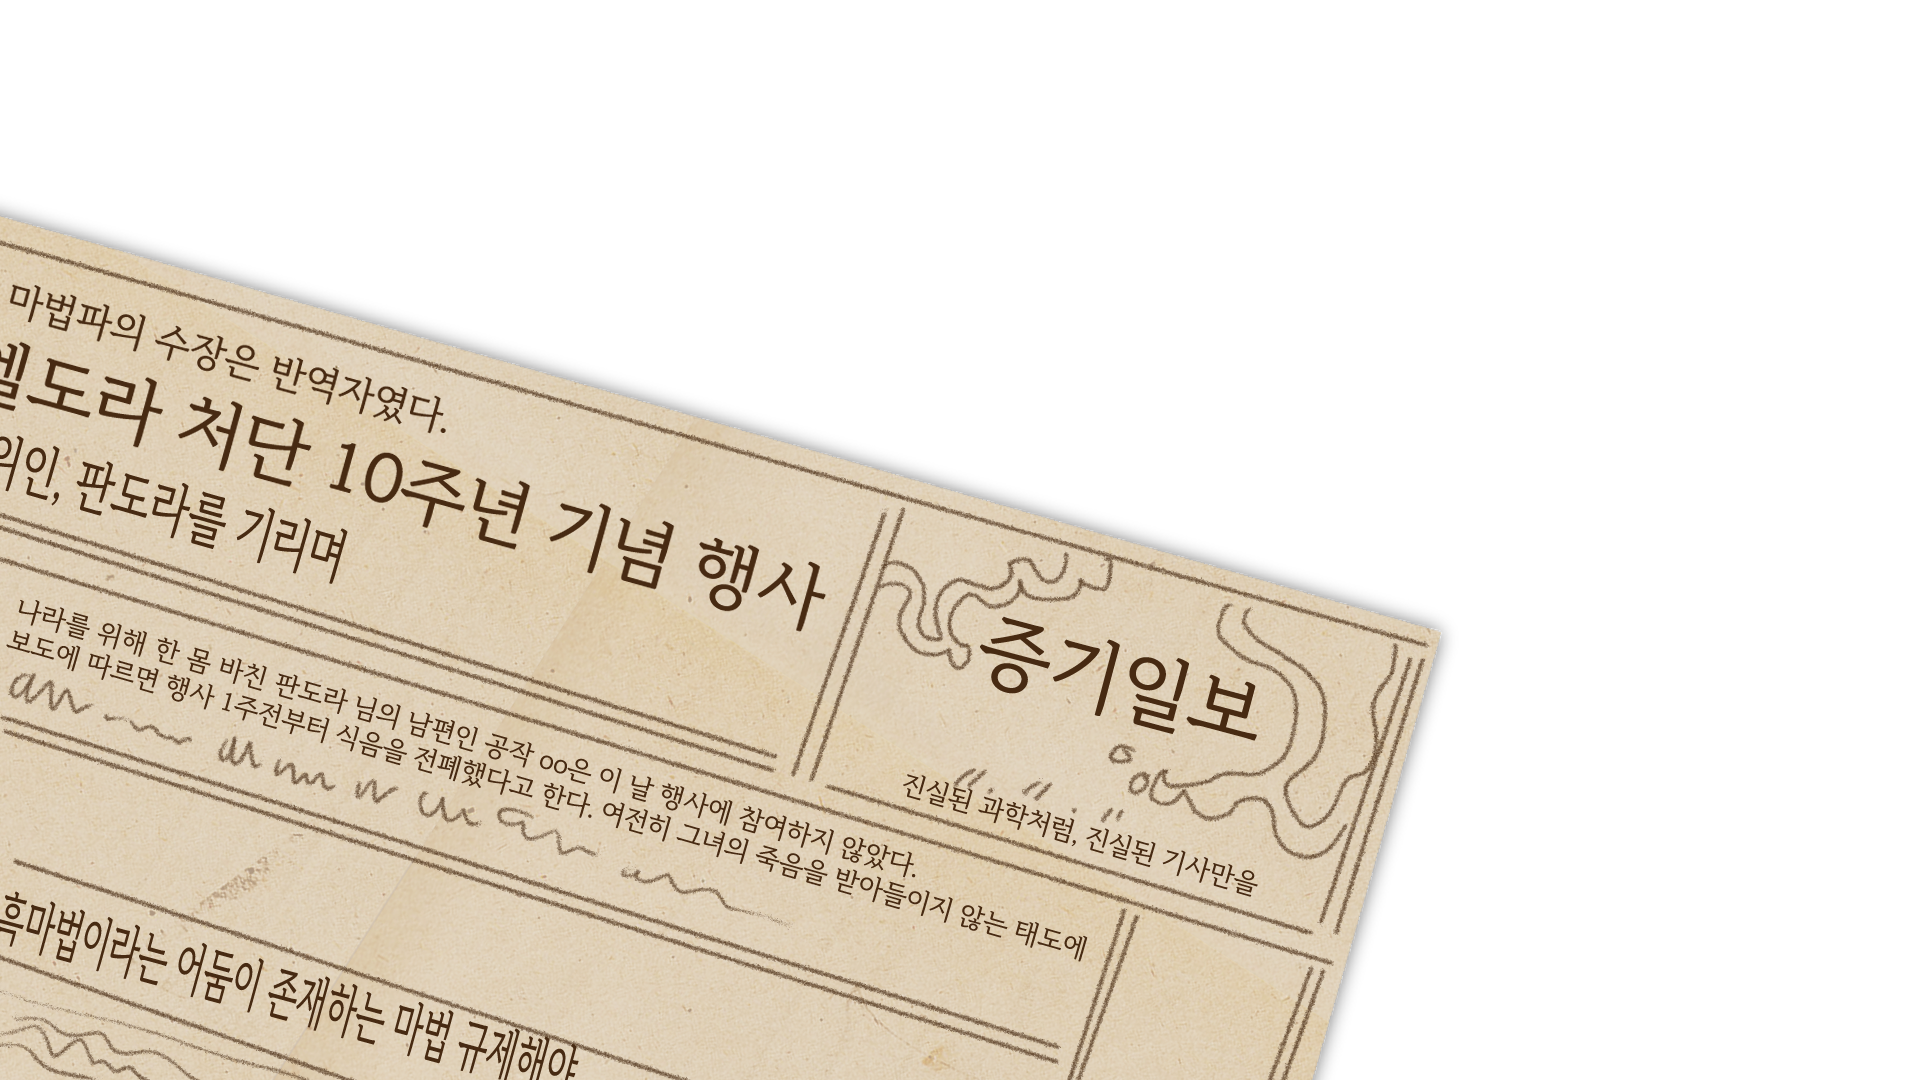 마법파의 수장은 반역자였다.
도라 처단 10주년 기념 행사
위인, 판도라를 기리며
증기일보
진실된 과학처럼, 진실된 기사만을
나라를 위해 한 몸 바친 판도라 님의 남편인 공작 oo은 이 날 행사에 참여하지 않았다.
보도에 따르면 행사 1주전부터 식음을 전폐했다고 한다. 여전히 그녀의 죽음을 받아들이지 않는 태도에
흑마법이라는 어둠이 존재하는 마법 규제해야